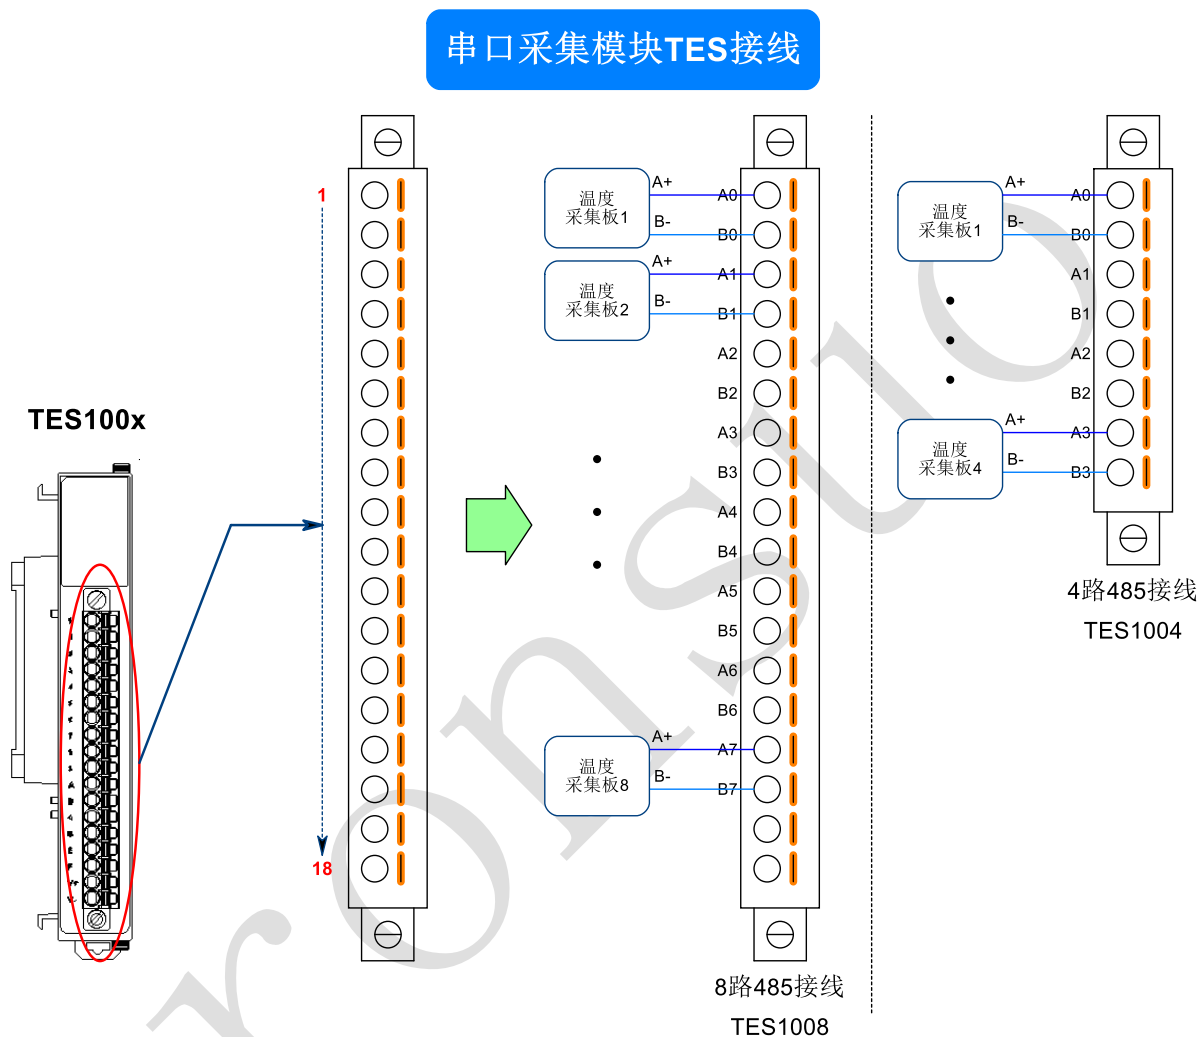 串口采集模块TES接线
TES100x
1
18
温度
采集板1
A+
B-
温度
采集板2
A+
B-
温度
采集板8
A+
B-
A0
B0
A1
B1
A2
B2
A3
B3
A4
B4
A5
B5
A6
B6
A7
B7
8路485接线
TES1008
温度
采集板1
A+
B-
温度
采集板4
A+
B-
A0
B0
A1
B1
A2
B2
A3
B3
4路485接线
TES1004
ronsuo